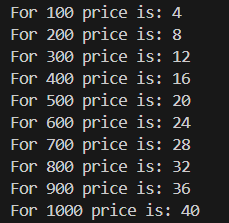 For 100 price is: 4
For 200 price is: 8
For 300 price is: 12
For 400 price is: 16
For 500 price is: 20
For 600 price is: 24
For 700 price is: 28
For 800 price is: 32
For 900 price is: 36
For 1000 price is: 40